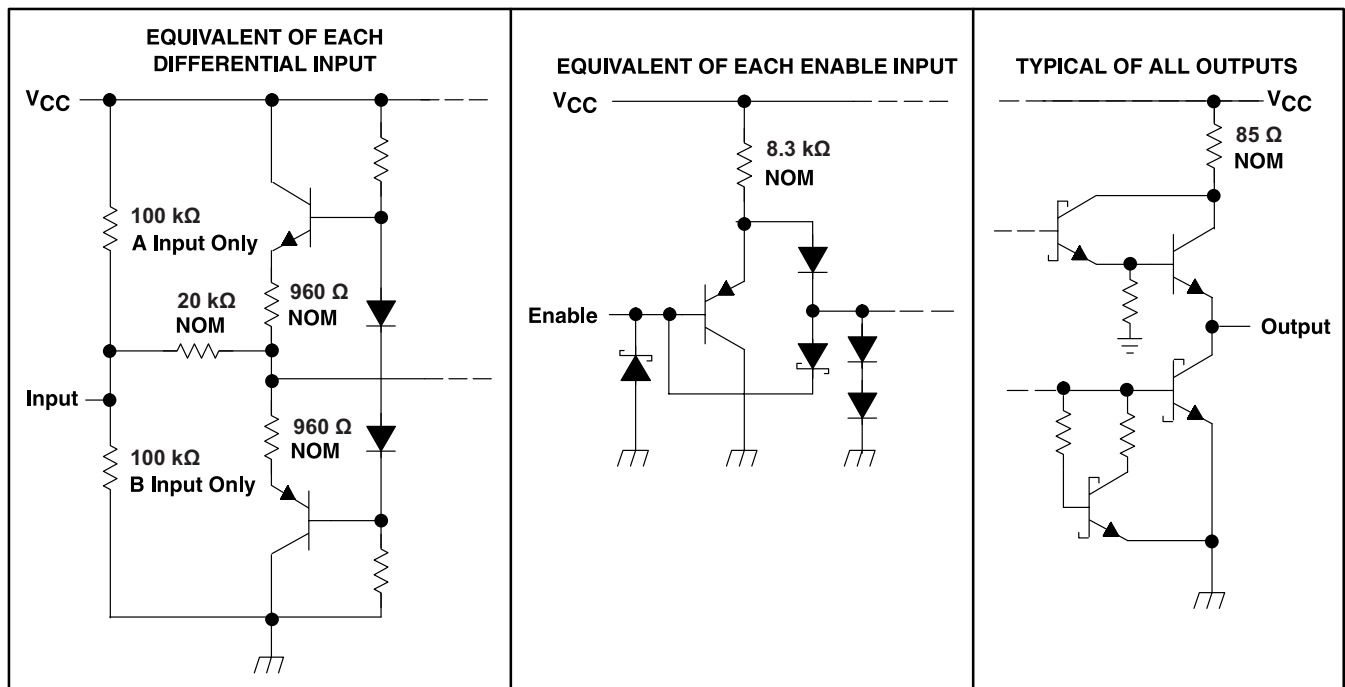 EQUIVALENT OF EACH
DIFFERENTIAL INPUT
VCC
100 kΩ
A Input Only
20 kΩ
NOM
960 Ω
NOM
Input
960 Ω
NOM
100 kΩ
B Input Only
EQUIVALENT OF EACH ENABLE INPUT
VCC
8.3 kΩ
NOM
Enable
TYPICAL OF ALL OUTPUTS
VCC
85 Ω
NOM
Output